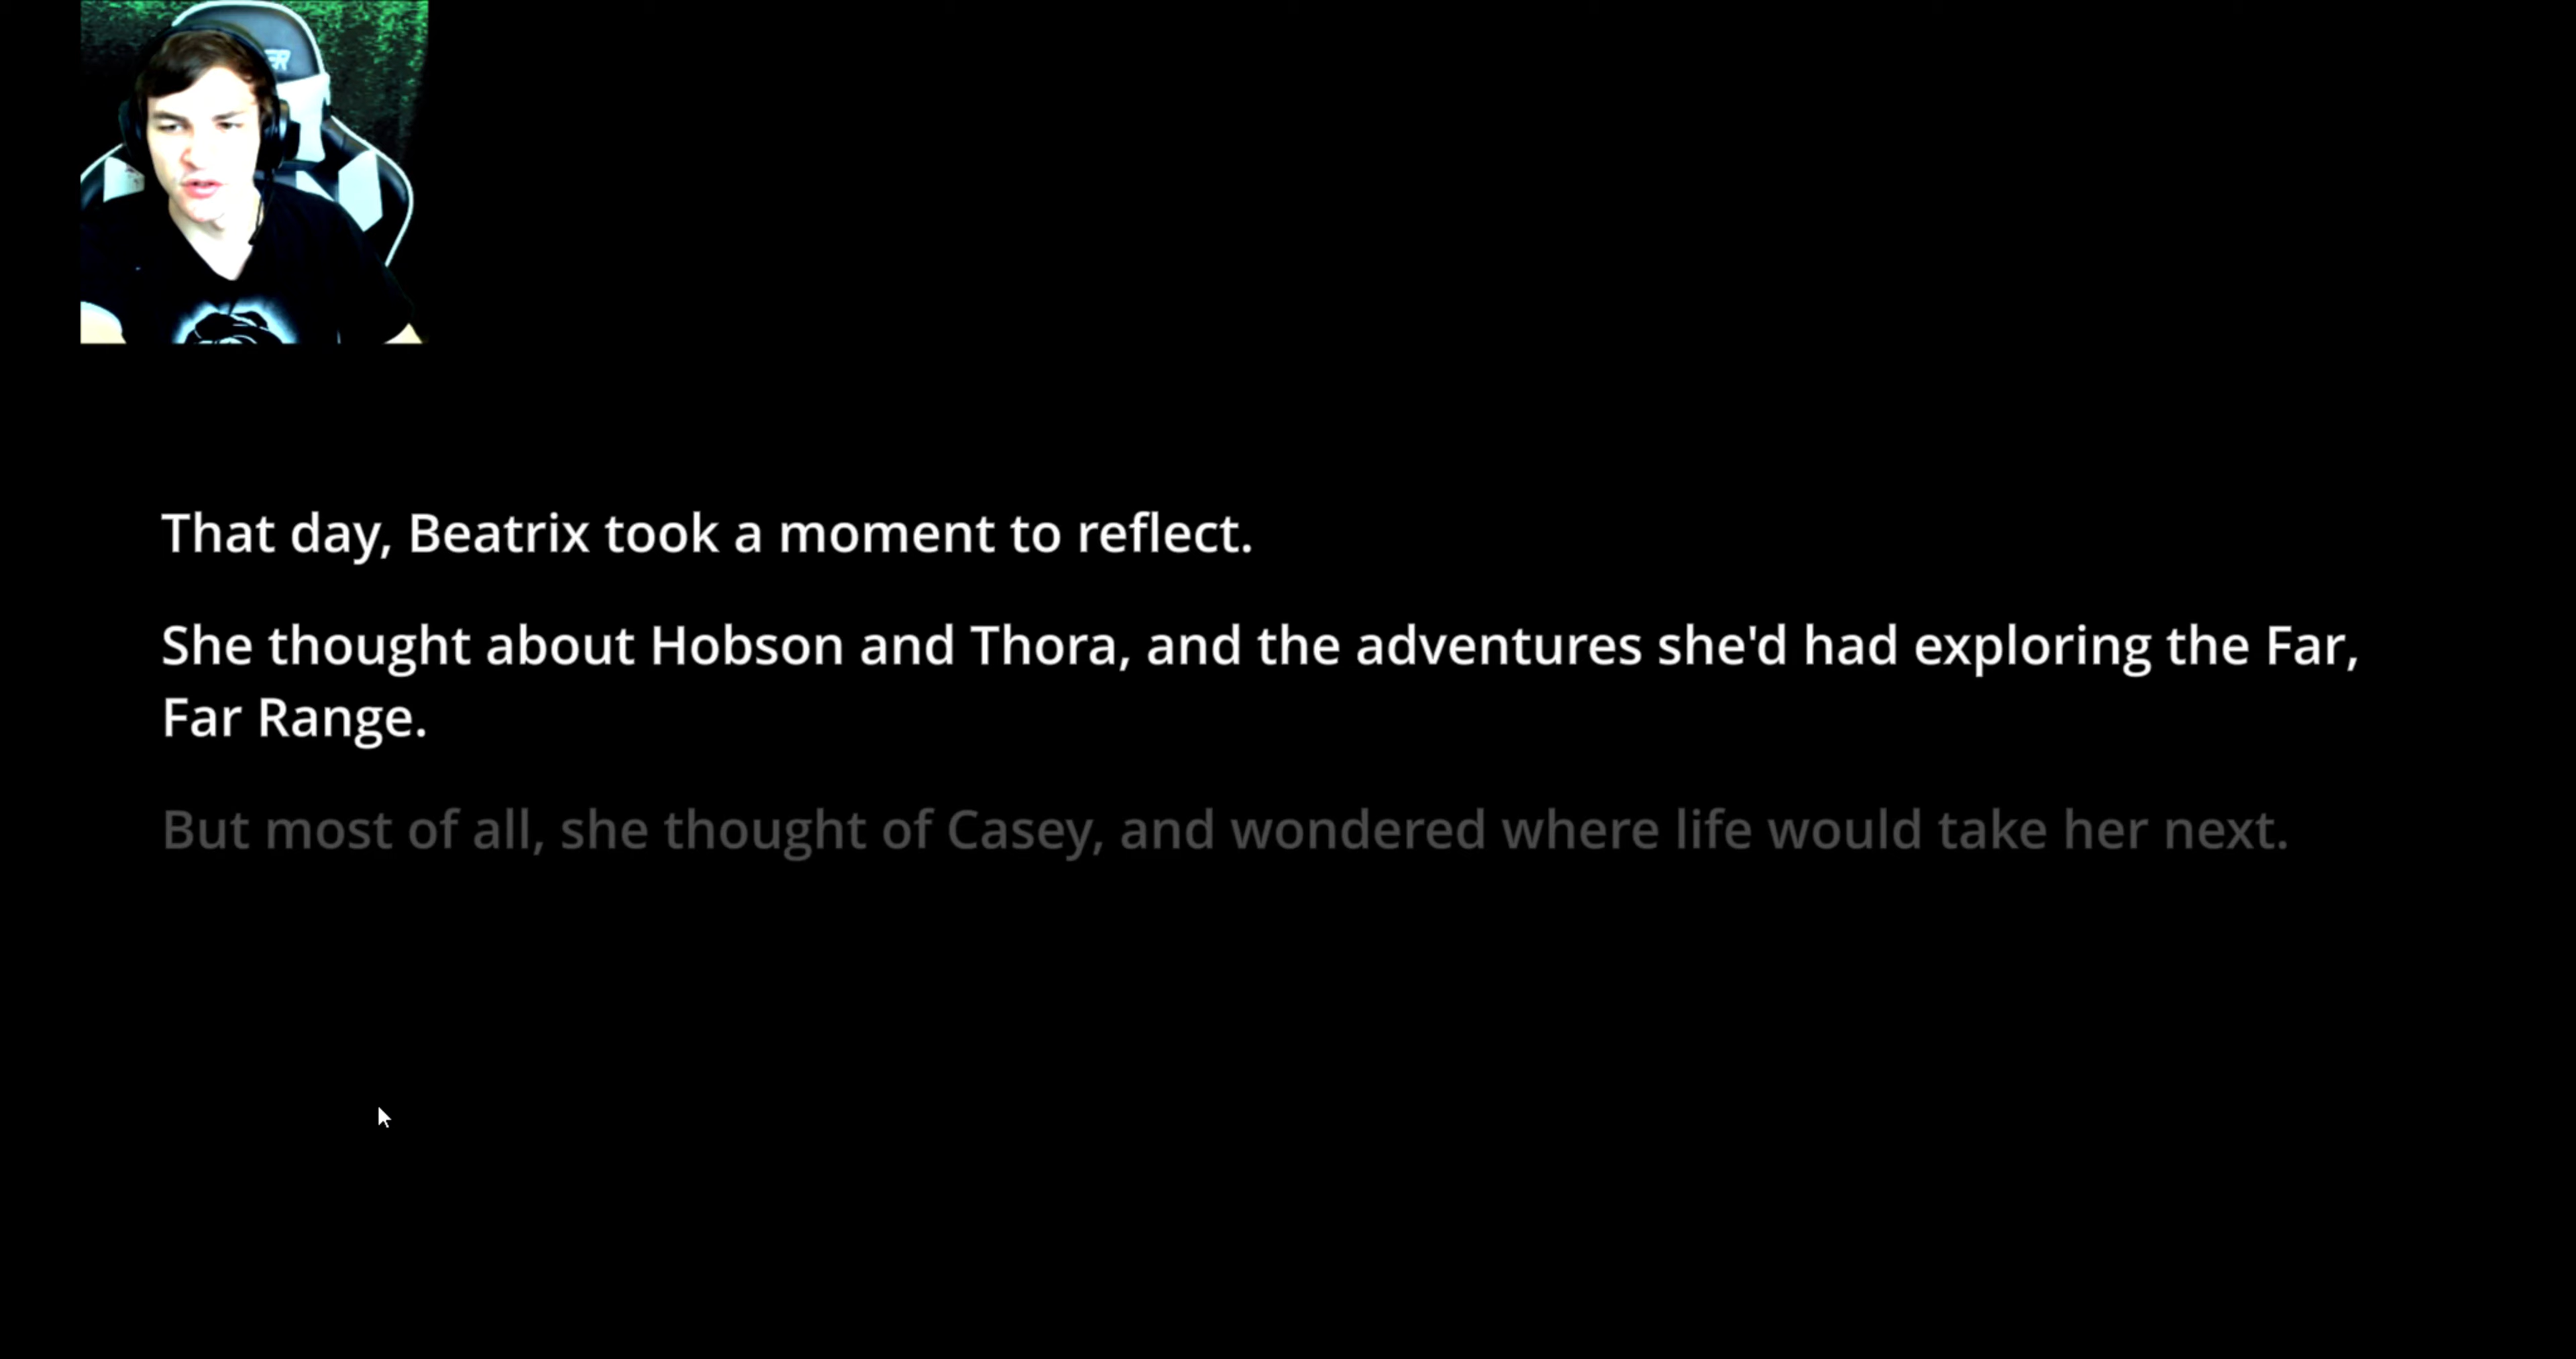 That day, Beatrix took a moment to reflect.
She thought about Hobson and Thora, and the adventures she'd had exploring the Far,
Far Range.
But most of all, she thought of Casey, and wondered where life would take her next.